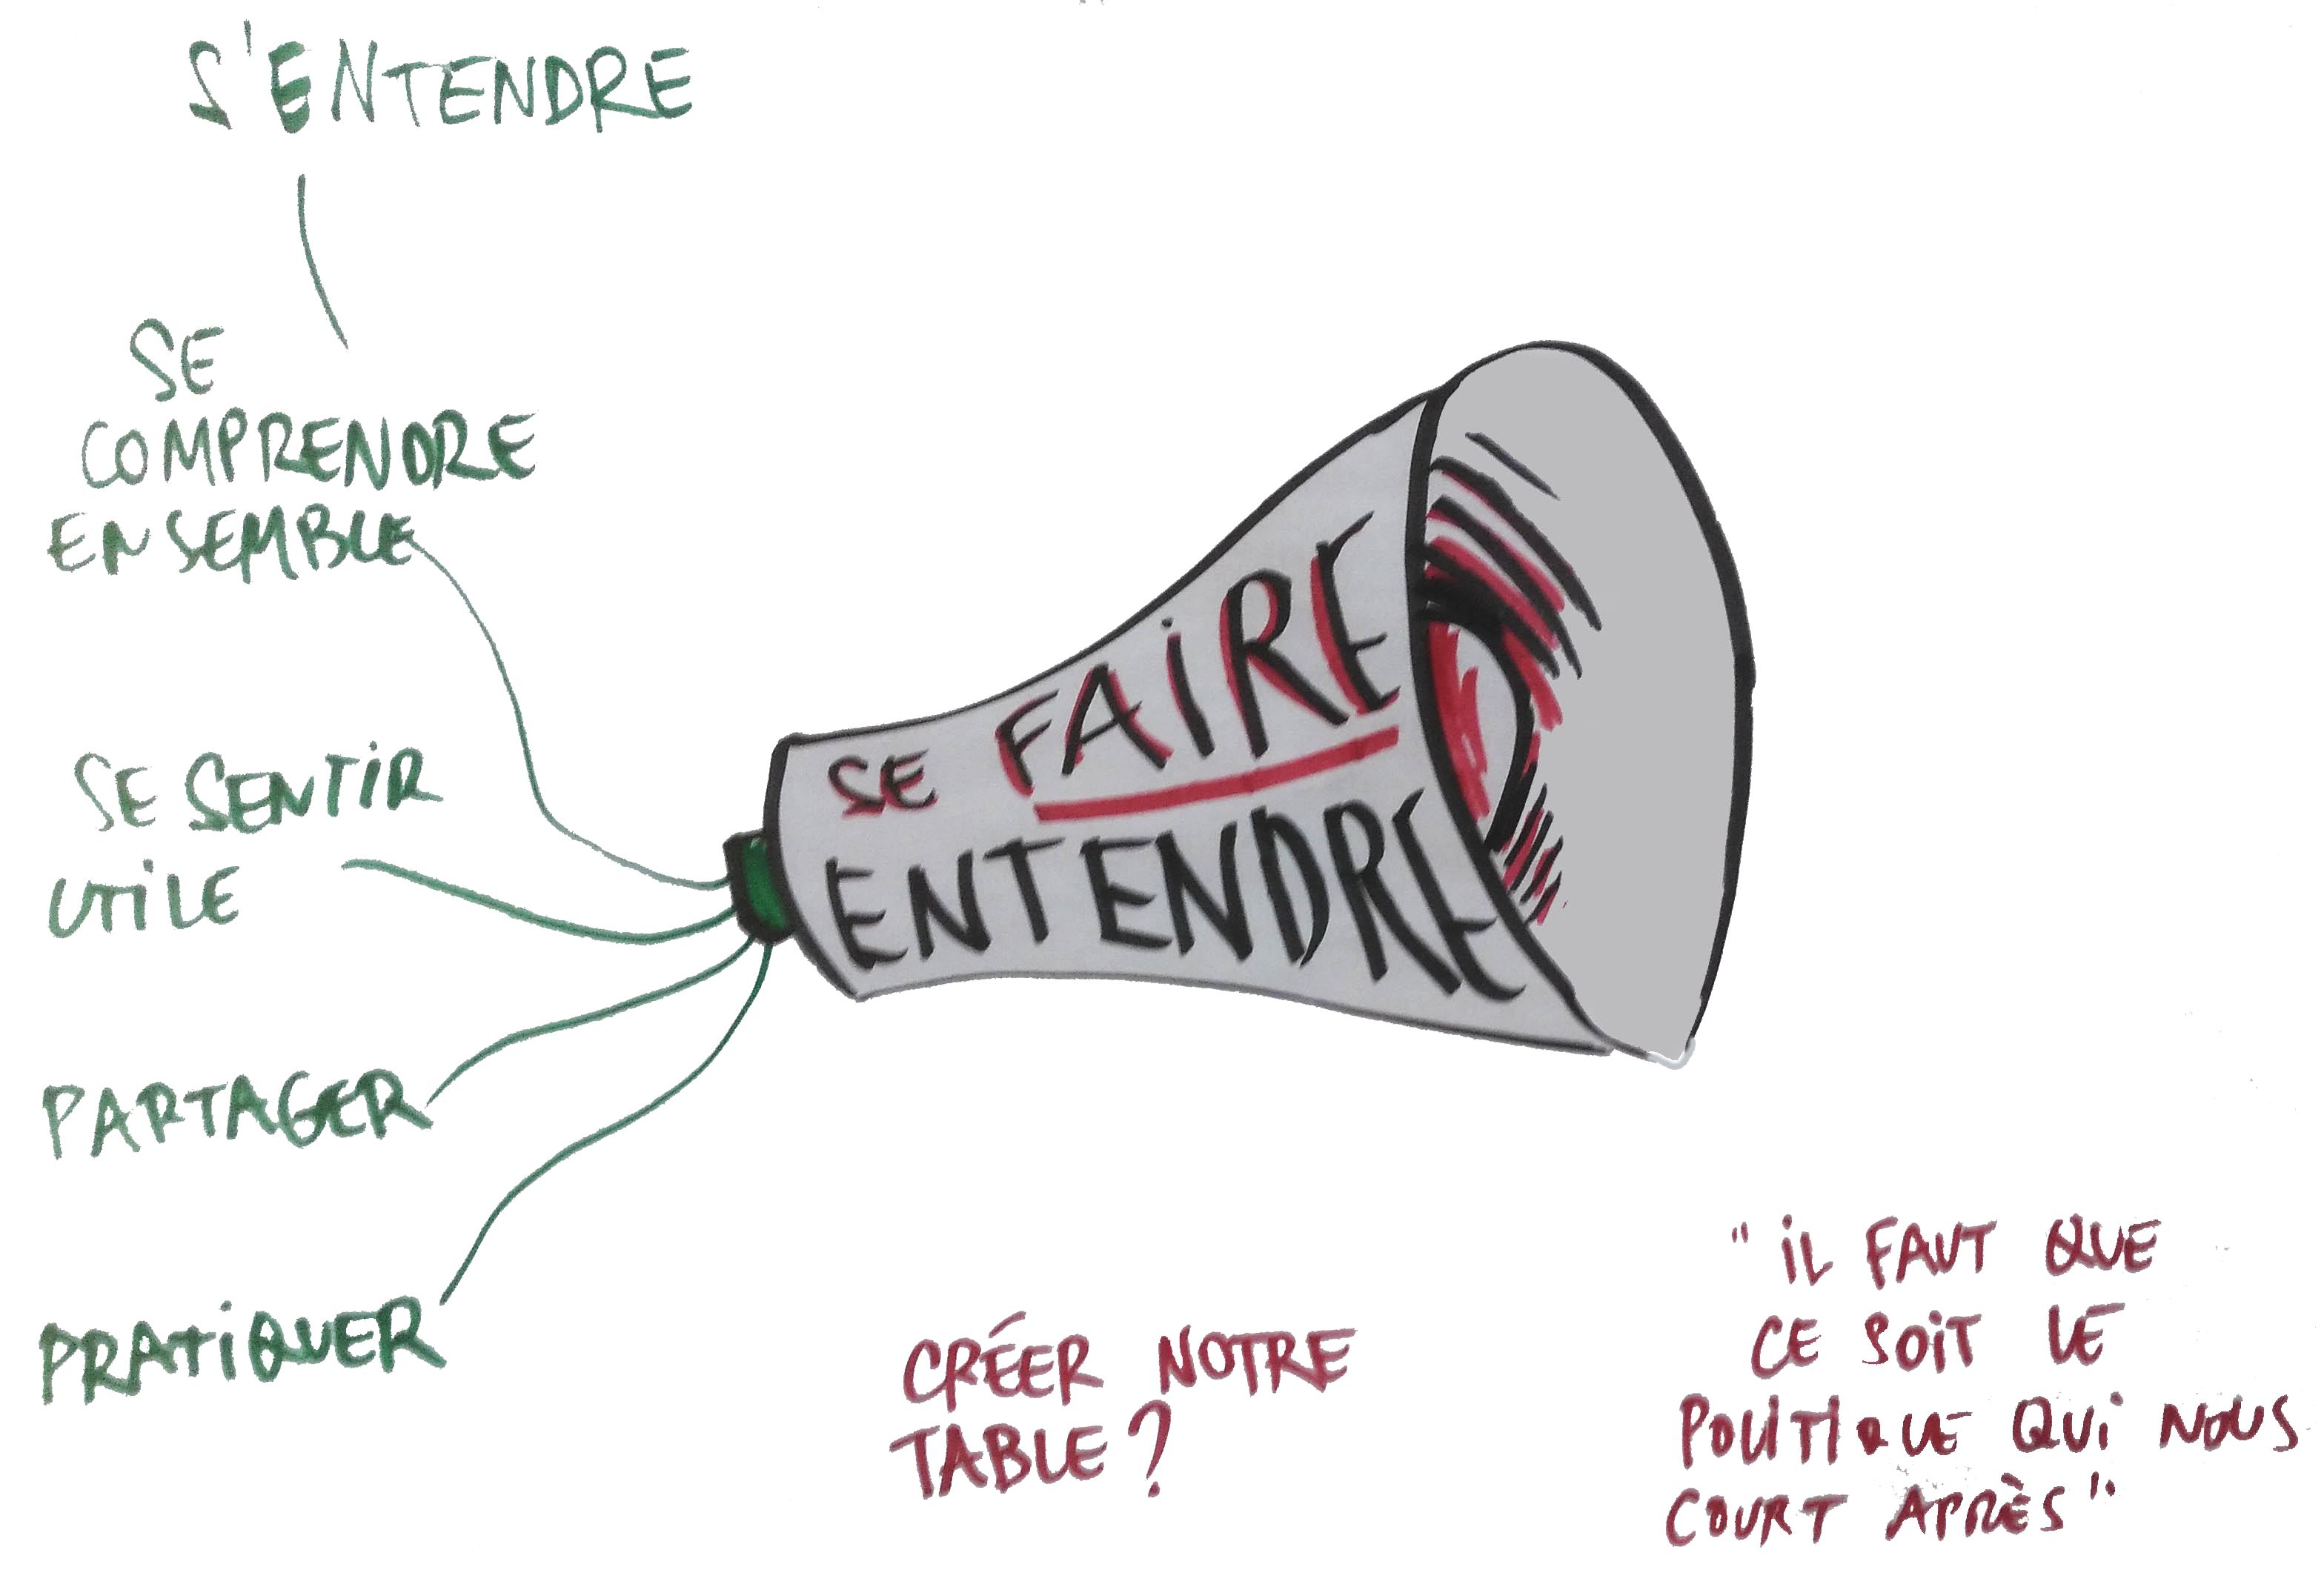 S'ENTENDRE
SE
COMPRENDRE
ENSEMBLE
SE SENTIR
UTILE
PARTAGER
PRATIQUER
SE FAIRE
ENTENDRE
CRÉER NOTRE
TABLE ?
"IL FAUT QUE
CE SOIT LE
POLITIQUE QUI NOUS
COURT APRÈS"